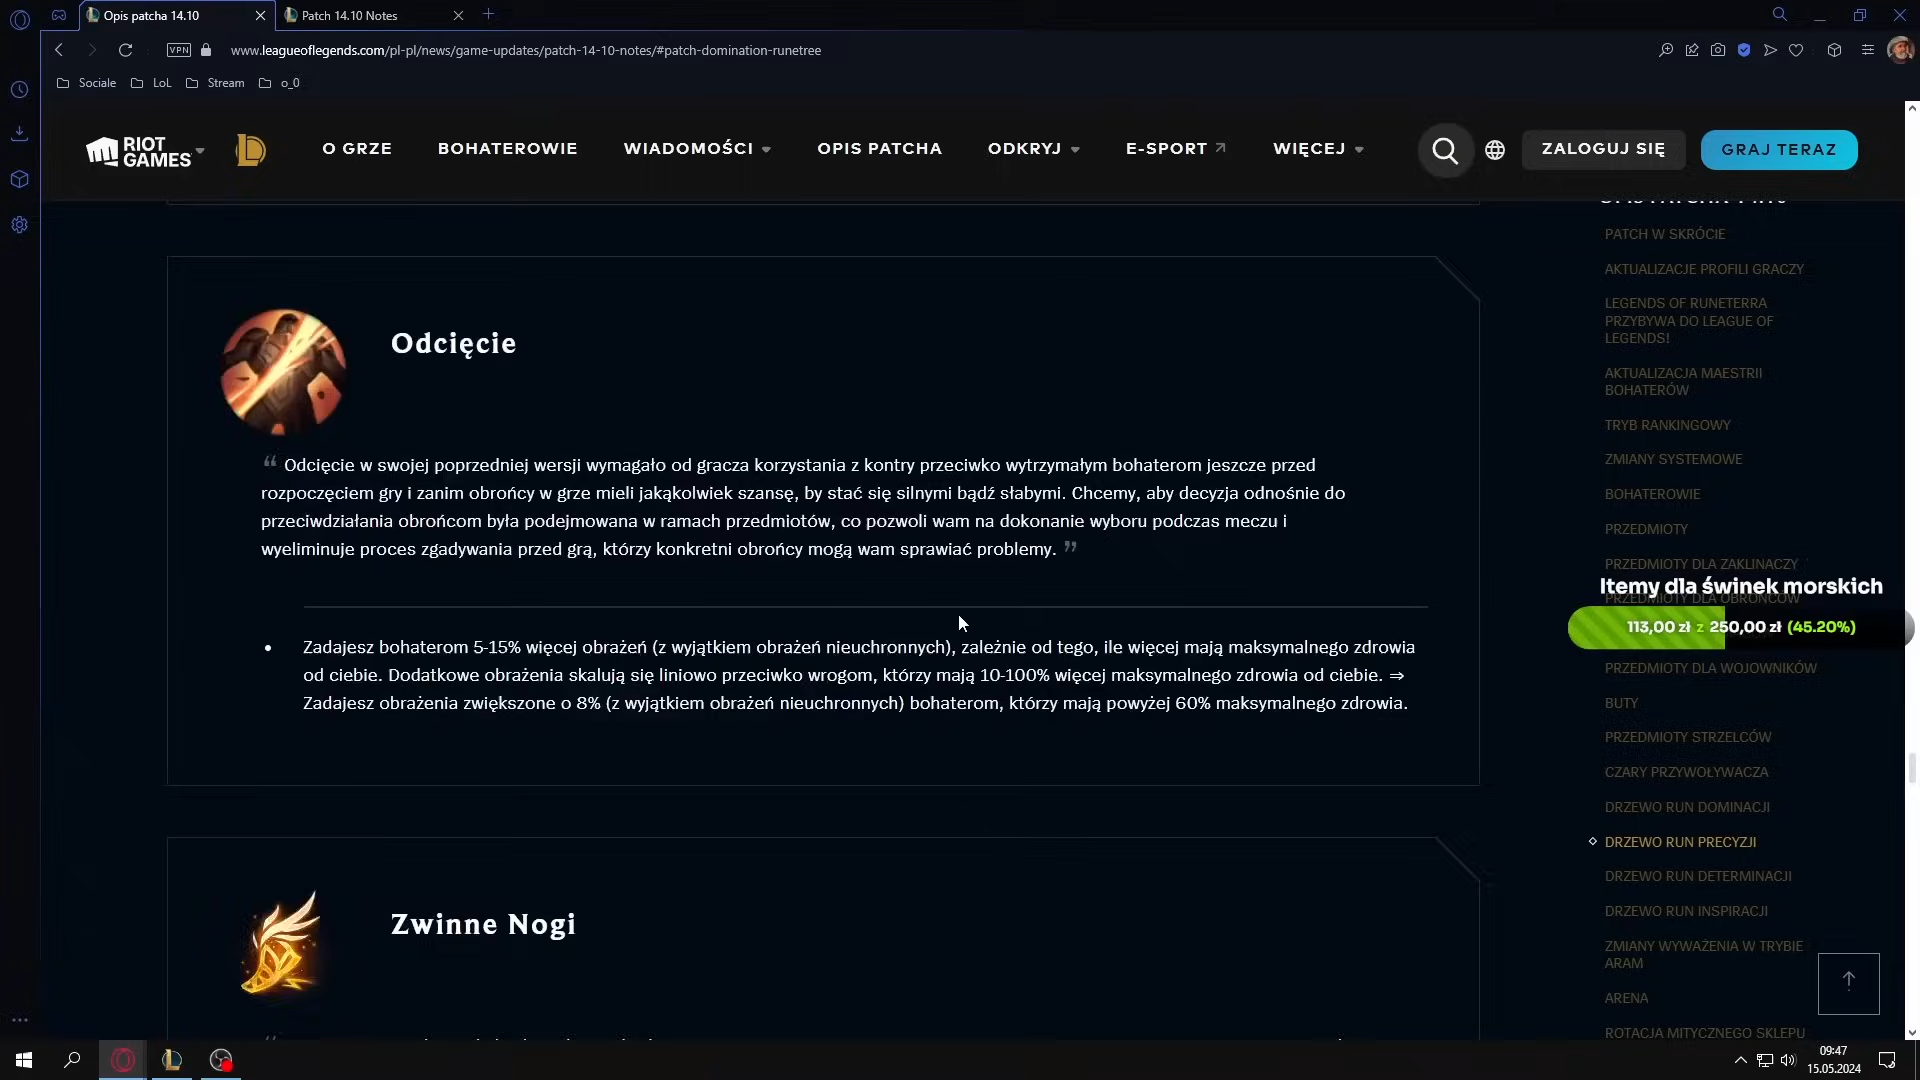 Opis patcha 14.10
Patch 14.10 Notes
VPN
www.leagueoflegends.com/pl-pl/news/game-updates/patch-14-10-notes/#patch-domination-runetree
Sociale
LoL
Stream
o_0
RIOT
GAMES
O GRZE
BOHATEROWIE
WIADOMOŚCI
OPIS PATCHA
ODKRYJ
E-SPORT
WIĘCEJ
ZALOGUJ SIĘ
GRAJ TERAZ
Odcięcie
“ Odcięcie w swojej poprzedniej wersji wymagało od gracza korzystania z kontry przeciwko wytrzymałym bohaterom jeszcze przed
rozpoczęciem gry i zanim obrońcy w grze mieli jakąkolwiek szansę, by stać się silnymi bądź słabymi. Chcemy, aby decyzja odnośnie do
przeciwdziałania obrońcom była podejmowana w ramach przedmiotów, co pozwoli wam na dokonanie wyboru podczas meczu i
wyeliminuje proces zgadywania przed grą, którzy konkretni obrońcy mogą wam sprawiać problemy. ”
• Zadajesz bohaterom 5-15% więcej obrażeń (z wyjątkiem obrażeń nieuchronnych), zależnie od tego, ile więcej mają maksymalnego zdrowia
od ciebie. Dodatkowe obrażenia skalują się liniowo przeciwko wrogom, którzy mają 10-100% więcej maksymalnego zdrowia od ciebie. ⇒
Zadajesz obrażenia zwiększone o 8% (z wyjątkiem obrażeń nieuchronnych) bohaterom, którzy mają powyżej 60% maksymalnego zdrowia.
Zwinne Nogi
PATCH W SKRÓCIE
AKTUALIZACJE PROFILI GRACZY
LEGENDS OF RUNETERRA
PRZYBYWA DO LEAGUE OF
LEGENDS!
AKTUALIZACJA MAESTRII
BOHATERÓW
TRYB RANKINGOWY
ZMIANY SYSTEMOWE
BOHATEROWIE
PRZEDMIOTY
PRZEDMIOTY DLA ZAKLINACZY
Itemy dla świnek morskich
PRZEDMIOTY DLA OBROŃCÓW
113,00 zł z 250,00 zł (45.20%)
PRZEDMIOTY DLA WOJOWNIKÓW
BUTY
PRZEDMIOTY STRZELCÓW
CZARY PRZYWOŁYWACZA
DRZEWO RUN DOMINACJI
DRZEWO RUN PRECYZJI
DRZEWO RUN DETERMINACJI
DRZEWO RUN INSPIRACJI
ZMIANY WYWAŻENIA W TRYBIE
ARAM
ARENA
ROTACJA MITYCZNEGO SKLEPU
09:47
15.05.2024